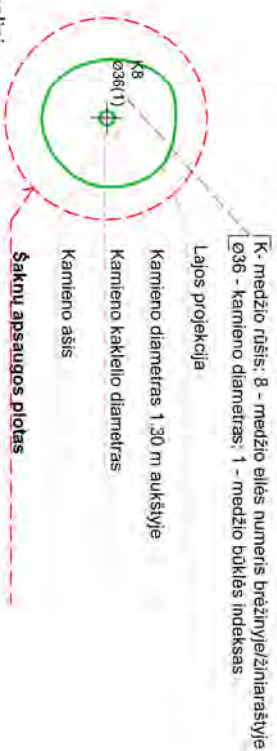 K- medžio rūšis; 8 - medžio eilės numeris brėžinyje/žiniaraštyje
ø36 - kamieno diametras; 1 - medžio būklės indeksas
K8
ø36(1)
Lajos projekcija
Kamieno diametras 1,30 m aukštyje
Kamieno kaklelio diametras
Kamieno ašis
Šaknų apsaugos plotas